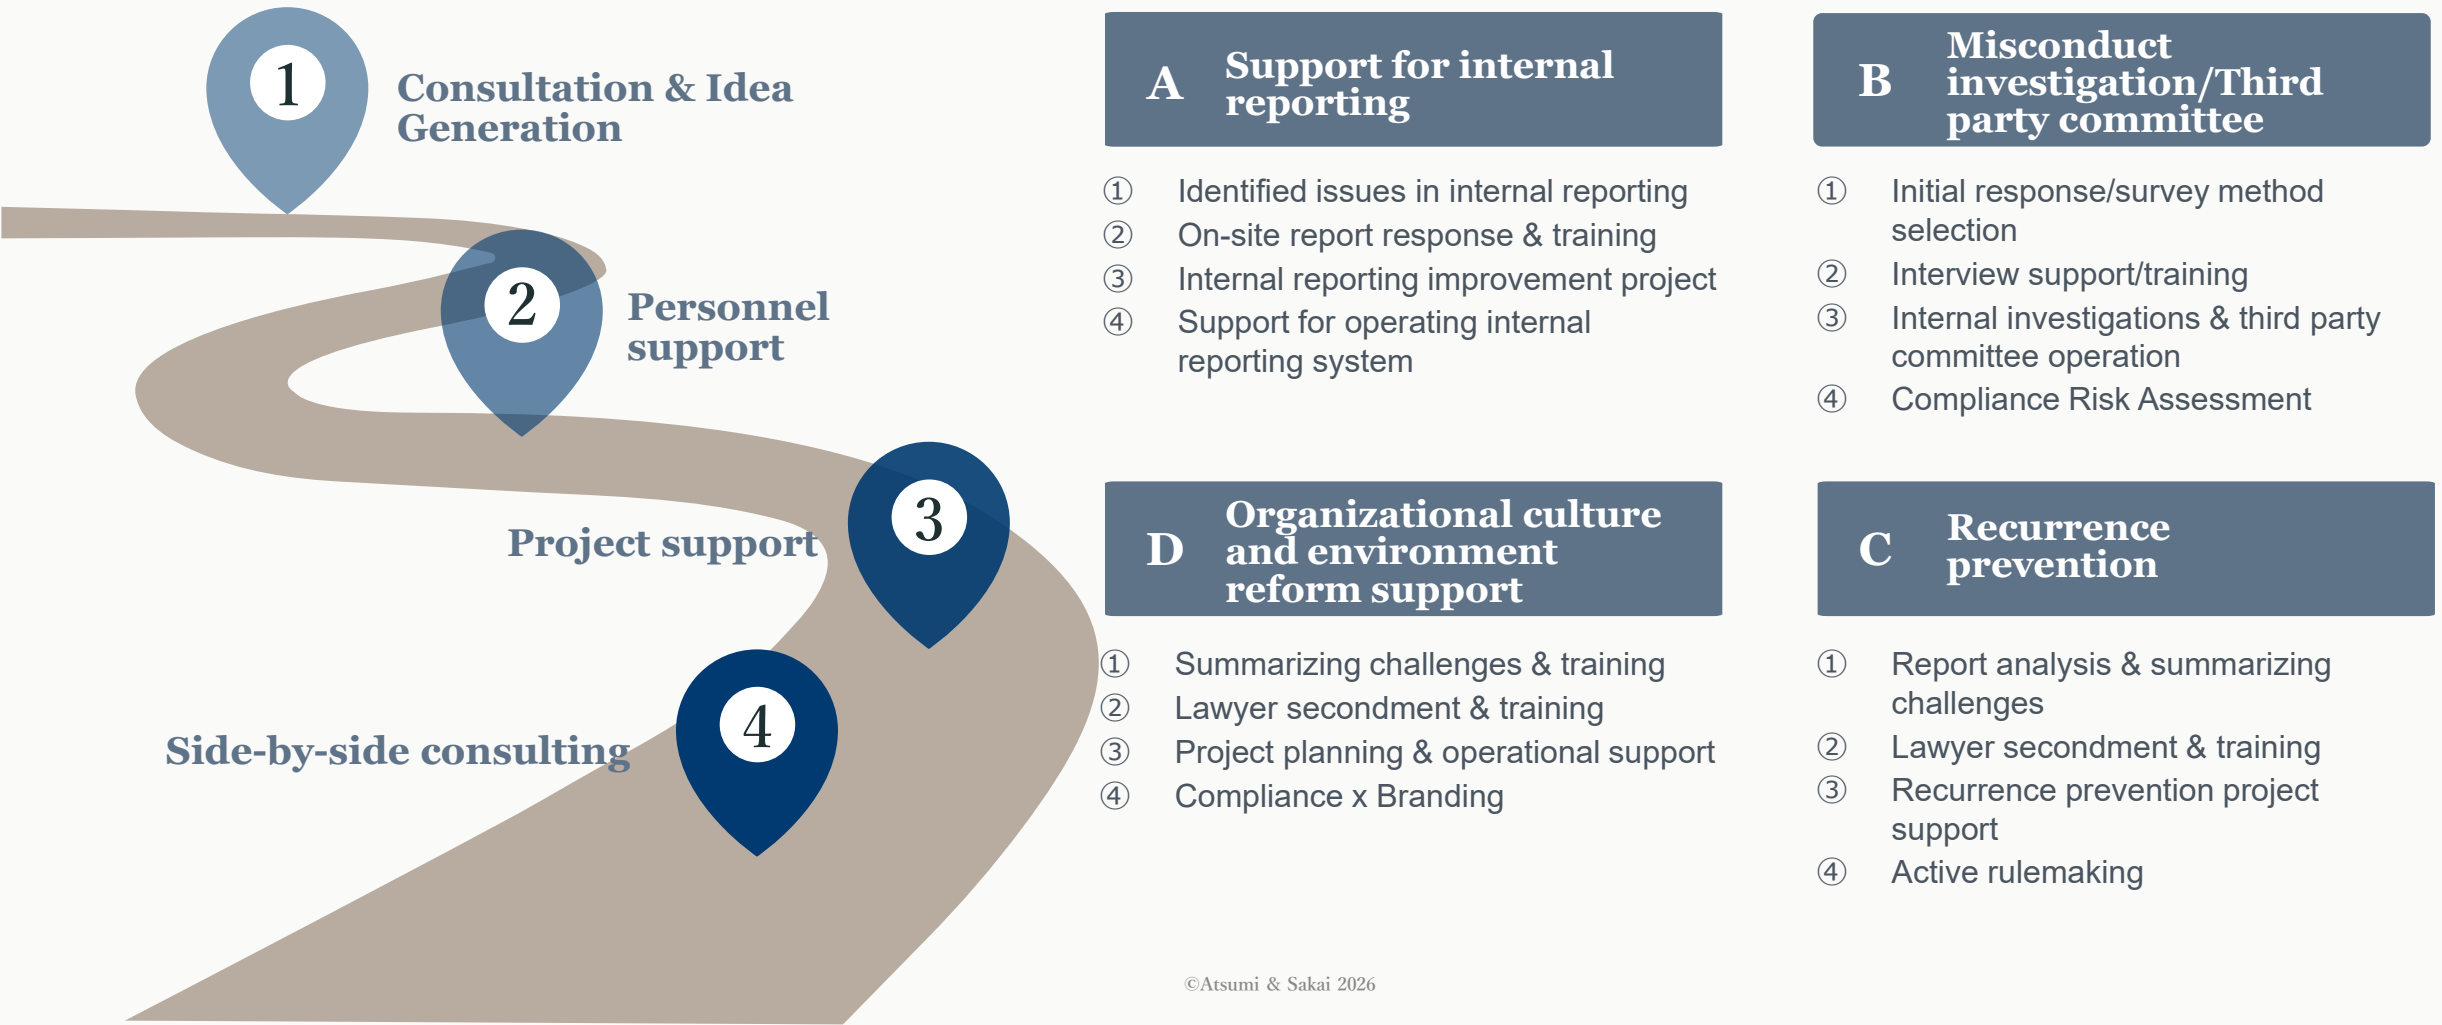 1
Consultation & Idea
Generation
2
Personnel
support
3
Project support
4
Side-by-side consulting
A
Support for internal
reporting
① Identified issues in internal reporting
② On-site report response & training
③ Internal reporting improvement project
④ Support for operating internal
reporting system
B
Misconduct
investigation/Third
party committee
① Initial response/survey method
selection
② Interview support/training
③ Internal investigations & third party
committee operation
④ Compliance Risk Assessment
D
Organizational culture
and environment
reform support
① Summarizing challenges & training
② Lawyer secondment & training
③ Project planning & operational support
④ Compliance x Branding
C
Recurrence
prevention
① Report analysis & summarizing
challenges
② Lawyer secondment & training
③ Recurrence prevention project
support
④ Active rulemaking
©Atsumi & Sakai 2026